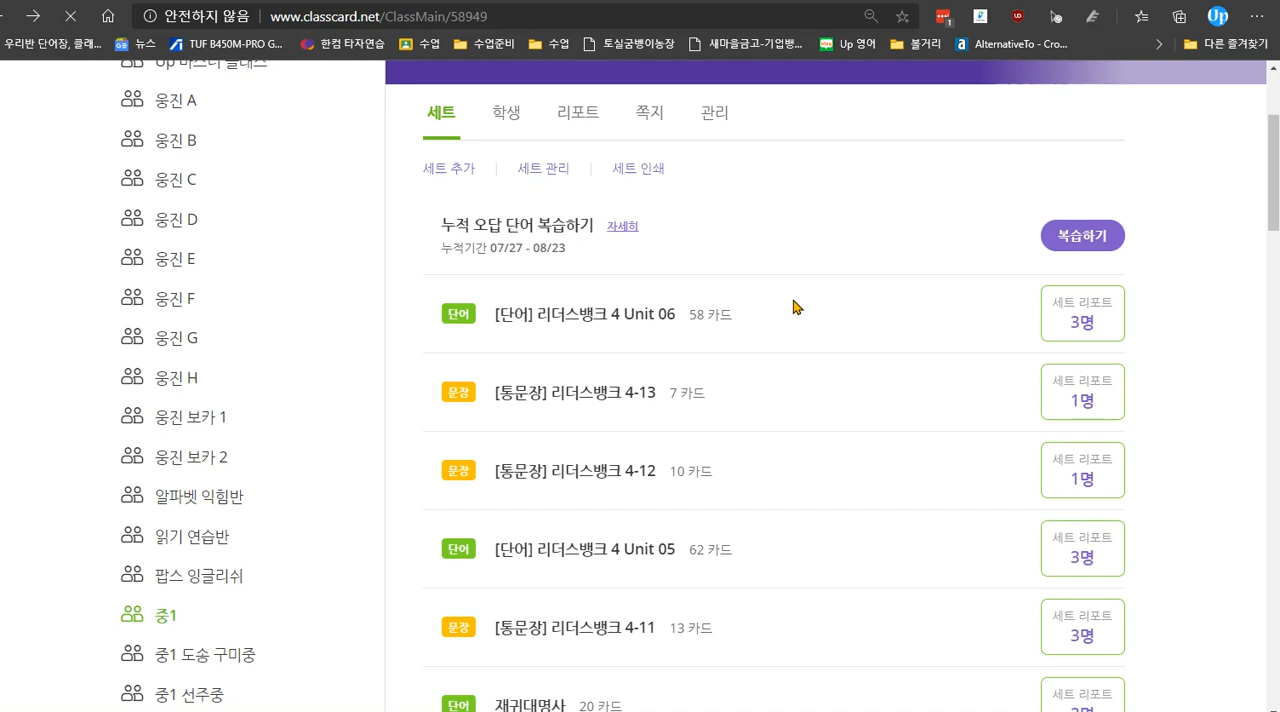 안전하지 않음 www.classcard.net/ClassMain/58949
우리반 단어장, 클래... 뉴스 TUF B450M-PRO G... 한컴 타자연습 수업 수업준비 수업 토실궁뱅이농장 새마을금고-기업뱅... Up 영어 볼거리 AlternativeTo - Cro... 다른 즐겨찾기
Up 마스터 클래스
웅진 A
웅진 B
웅진 C
웅진 D
웅진 E
웅진 F
웅진 G
웅진 H
웅진 보카 1
웅진 보카 2
알파벳 익힘반
읽기 연습반
팝스 잉글리쉬
중1
중1 도송 구미중
중1 선주중
세트 학생 리포트 쪽지 관리
세트 추가 세트 관리 세트 인쇄
누적 오답 단어 복습하기 자세히
누적기간 07/27 - 08/23
복습하기
단어 [단어] 리더스뱅크 4 Unit 06 58 카드
세트 리포트
3명
문장 [통문장] 리더스뱅크 4-13 7 카드
세트 리포트
1명
문장 [통문장] 리더스뱅크 4-12 10 카드
세트 리포트
1명
단어 [단어] 리더스뱅크 4 Unit 05 62 카드
세트 리포트
3명
문장 [통문장] 리더스뱅크 4-11 13 카드
세트 리포트
3명
단어 재귀대명사 20 카드
세트 리포트